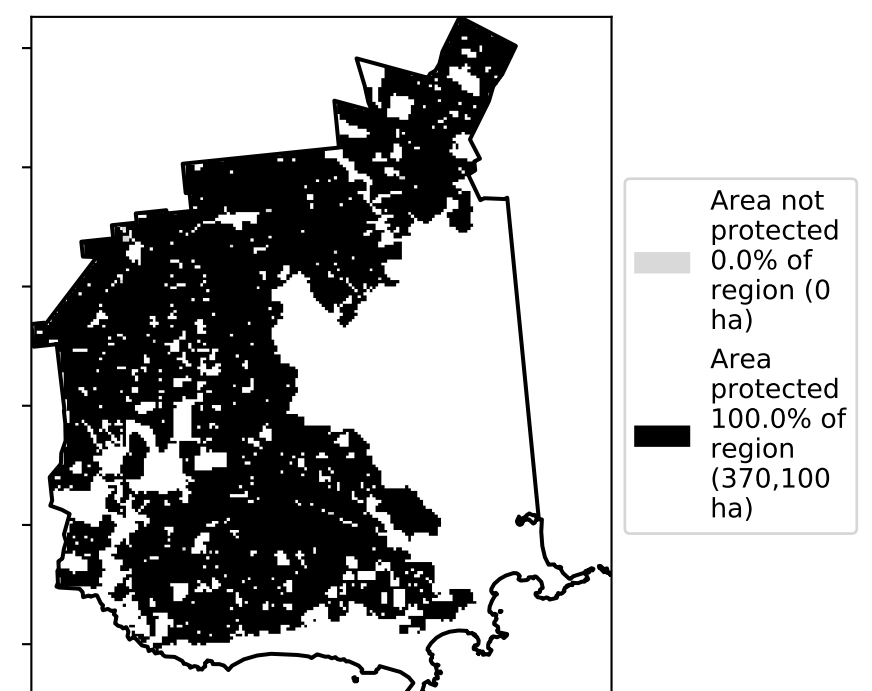 Area not
protected
0.0% of
region (0
ha)
Area
protected
100.0% of
region
(370,100
ha)